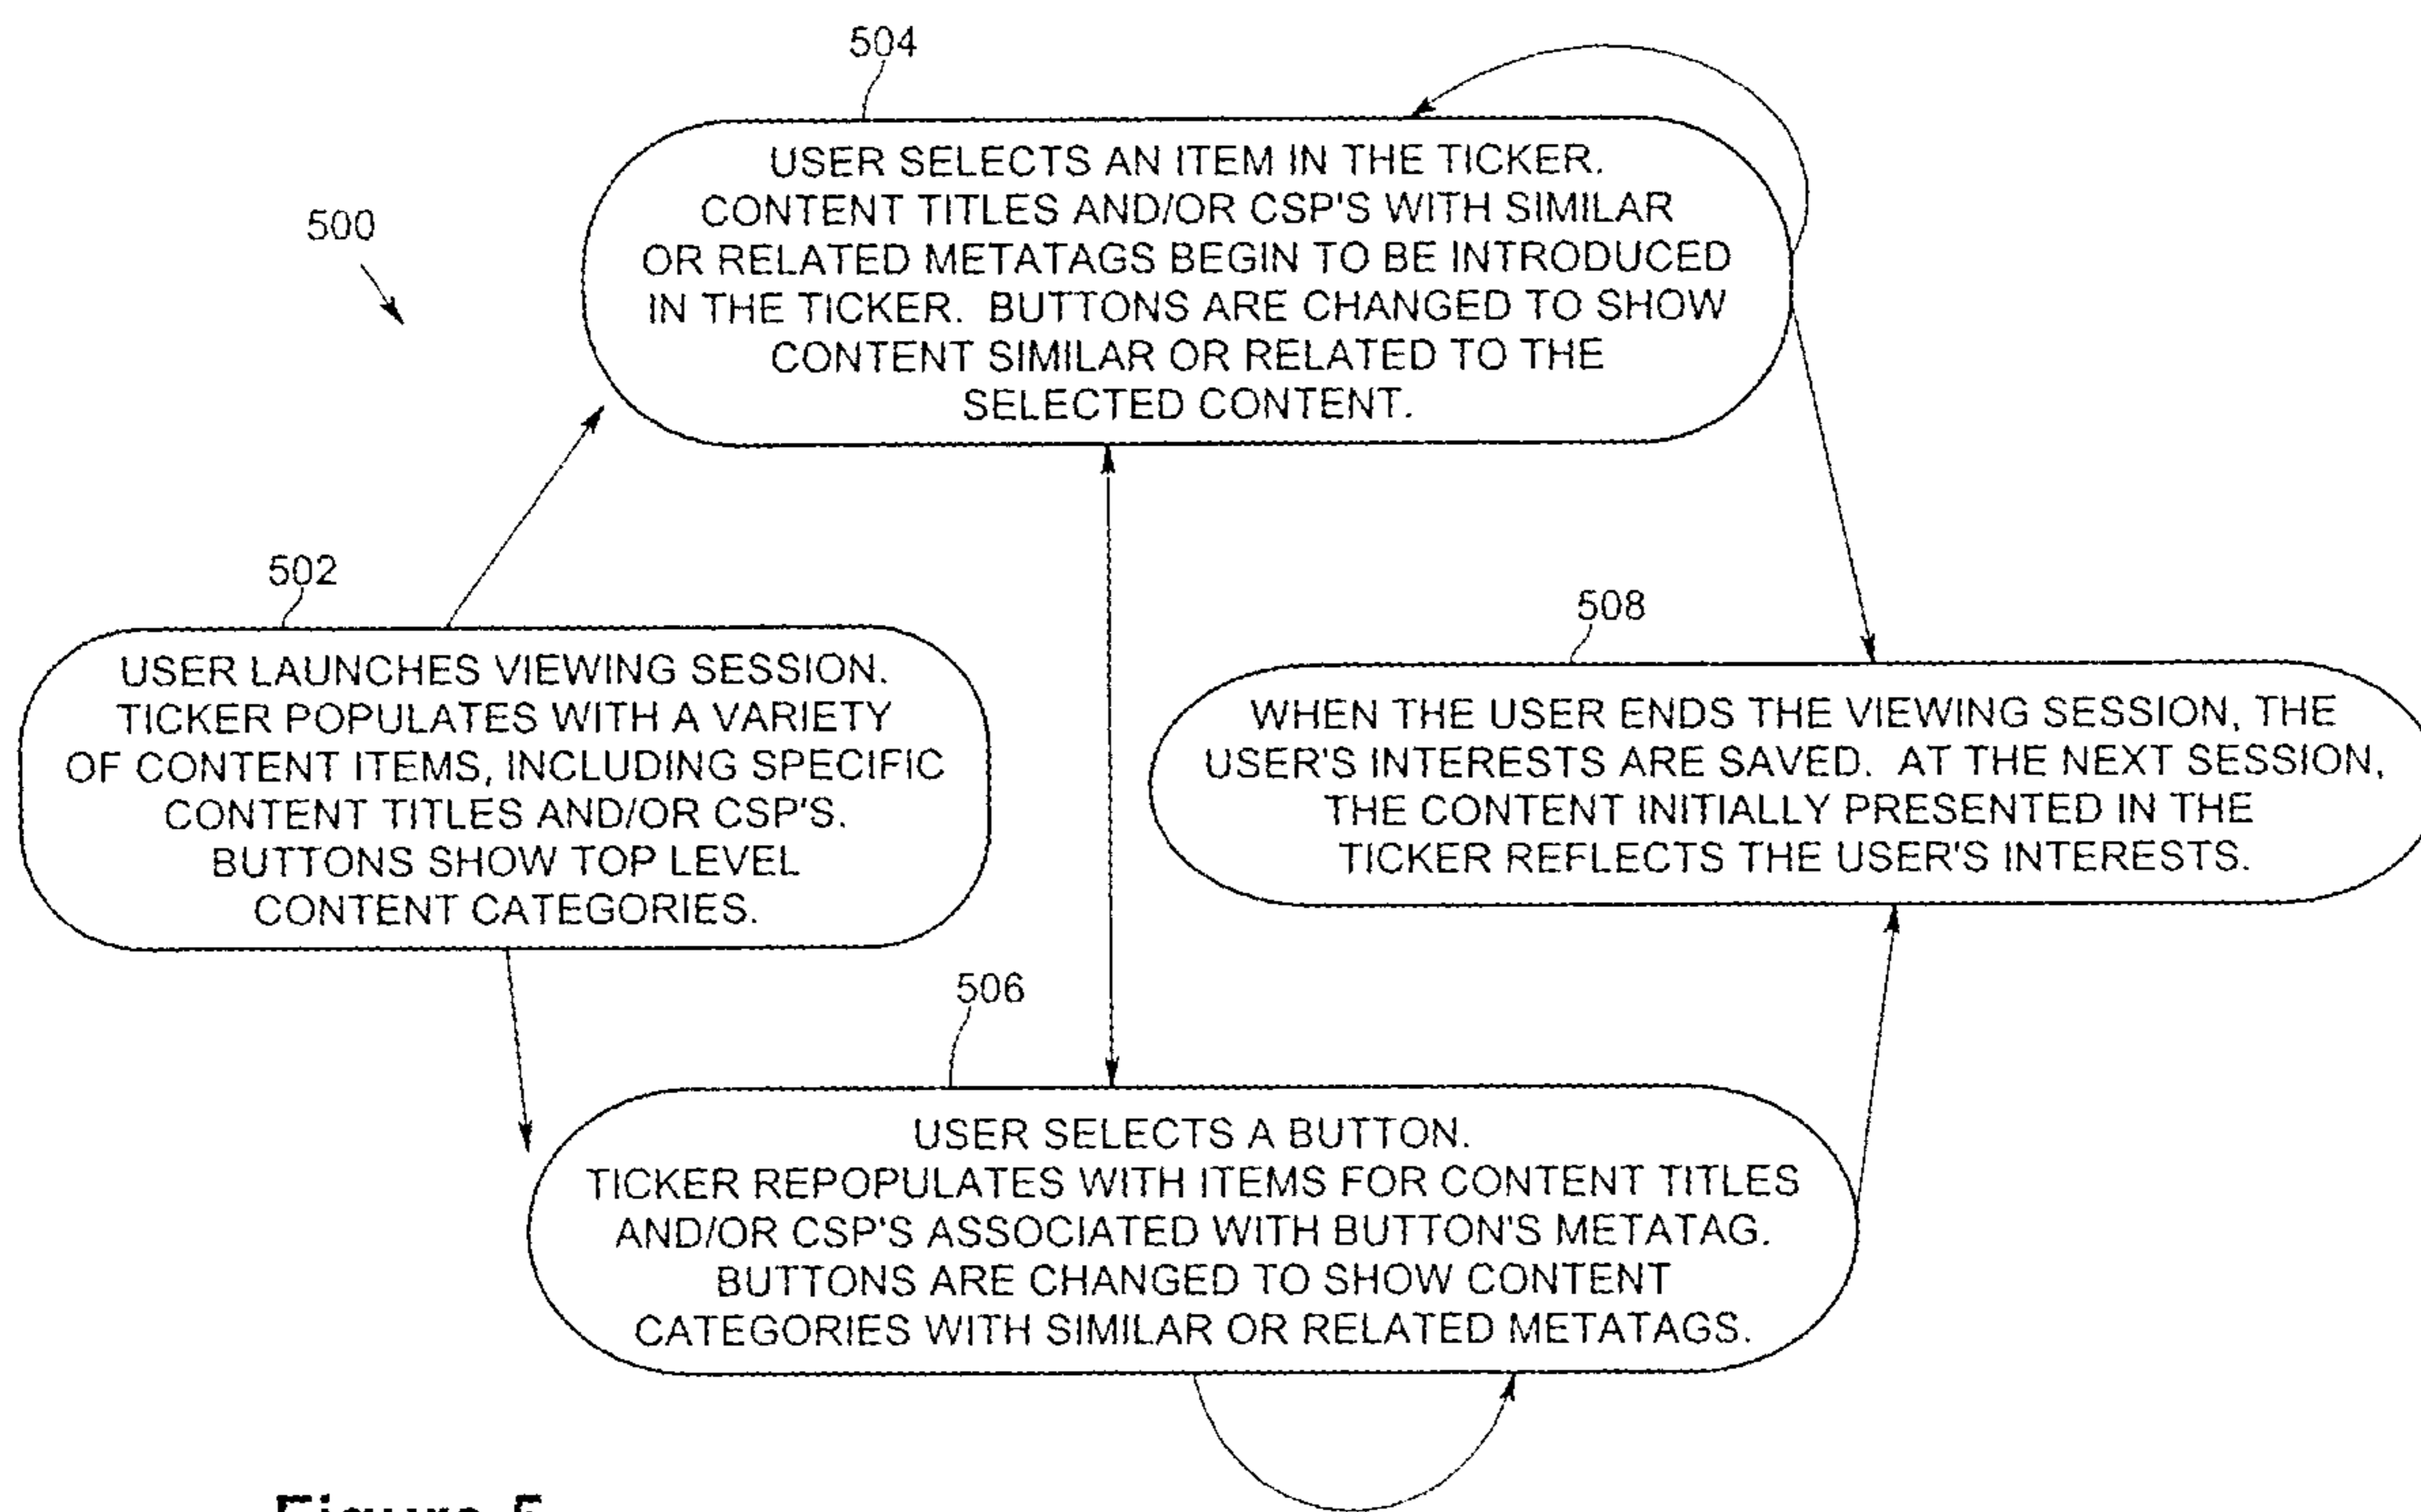 504
USER SELECTS AN ITEM IN THE TICKER.
CONTENT TITLES AND/OR CSP'S WITH SIMILAR
OR RELATED METATAGS BEGIN TO BE INTRODUCED
IN THE TICKER. BUTTONS ARE CHANGED TO SHOW
CONTENT SIMILAR OR RELATED TO THE
SELECTED CONTENT.
500
502
USER LAUNCHES VIEWING SESSION.
TICKER POPULATES WITH A VARIETY
OF CONTENT ITEMS, INCLUDING SPECIFIC
CONTENT TITLES AND/OR CSP'S.
BUTTONS SHOW TOP LEVEL
CONTENT CATEGORIES.
508
WHEN THE USER ENDS THE VIEWING SESSION, THE
USER'S INTERESTS ARE SAVED. AT THE NEXT SESSION,
THE CONTENT INITIALLY PRESENTED IN THE
TICKER REFLECTS THE USER'S INTERESTS.
506
USER SELECTS A BUTTON.
TICKER REPOPULATES WITH ITEMS FOR CONTENT TITLES
AND/OR CSP'S ASSOCIATED WITH BUTTON'S METATAG.
BUTTONS ARE CHANGED TO SHOW CONTENT
CATEGORIES WITH SIMILAR OR RELATED METATAGS.
Figure 5